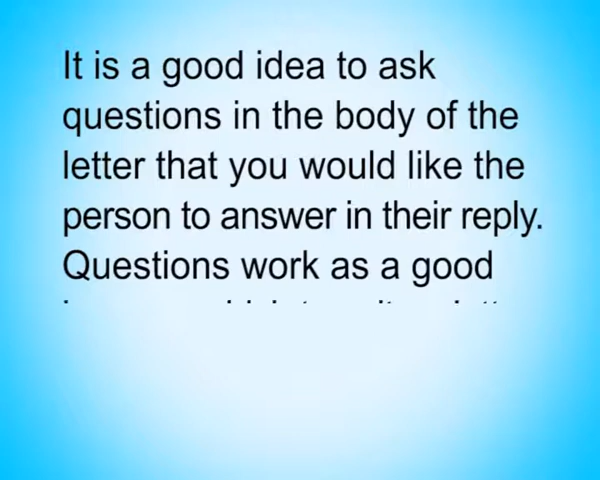 It is a good idea to ask
questions in the body of the
letter that you would like the
person to answer in their reply.
Questions work as a good